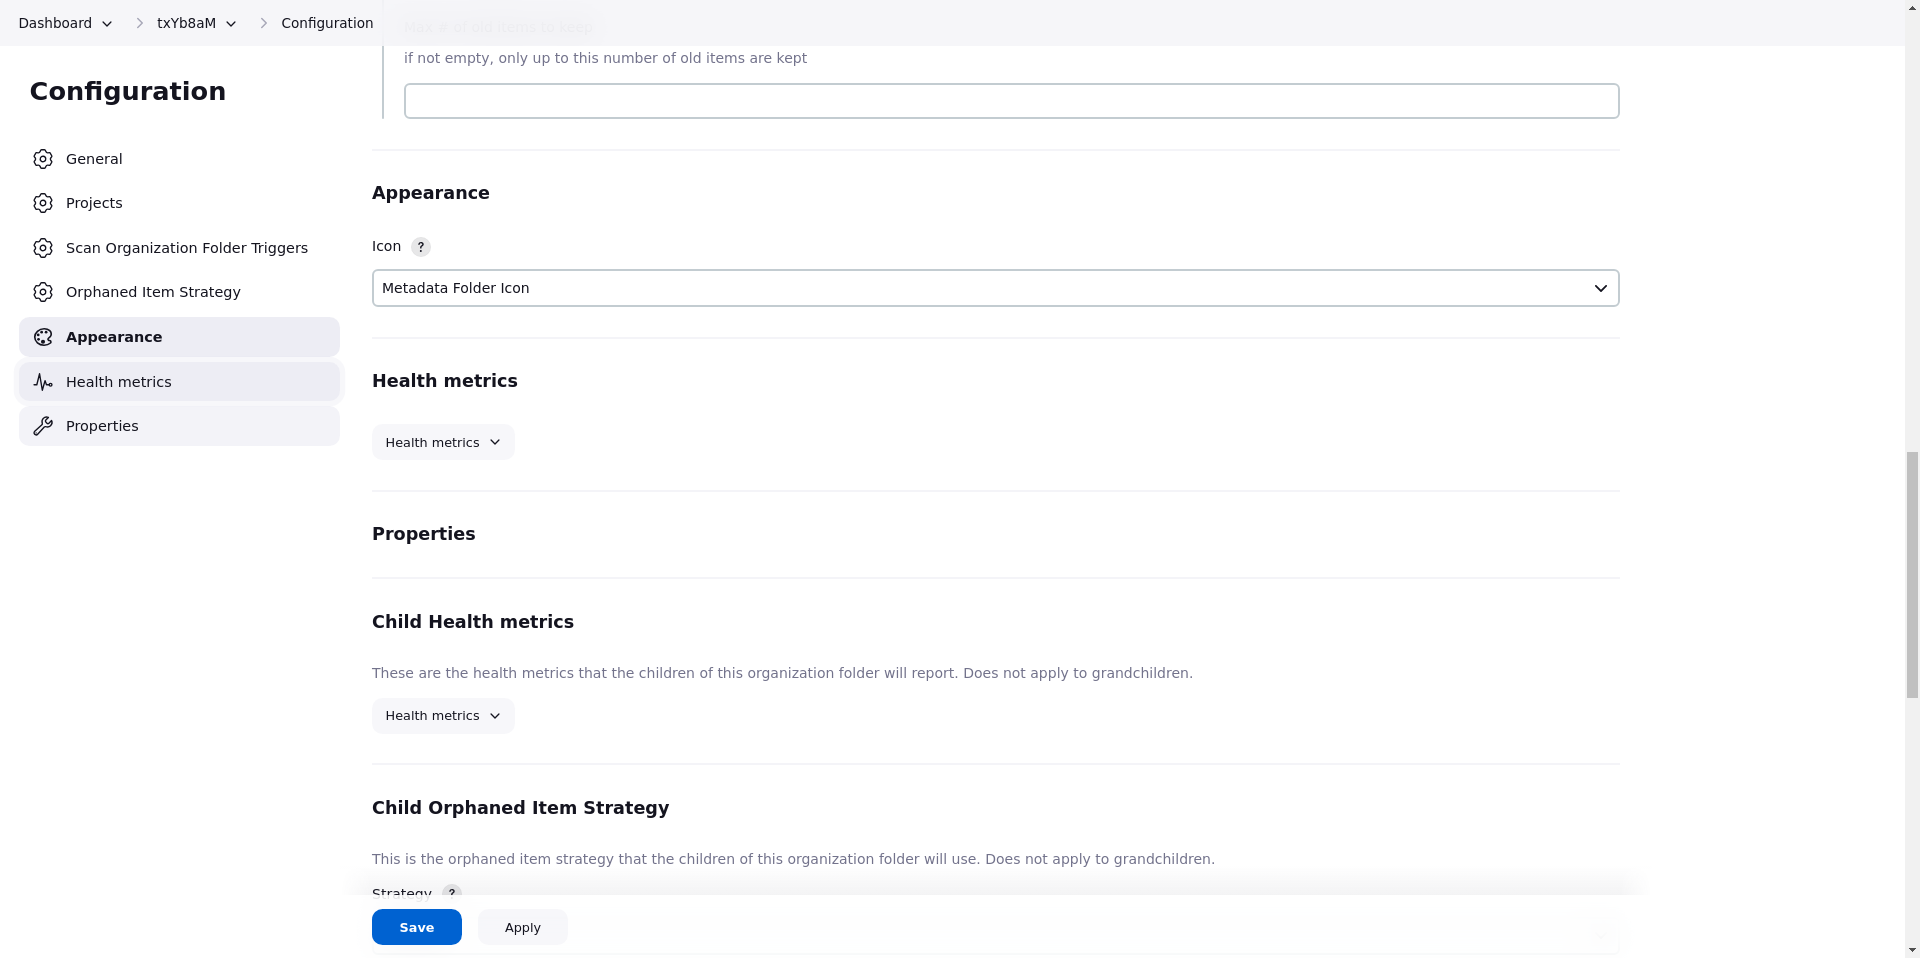 Dashboard
txYb8aM
Configuration
Max # of old items to keep
if not empty, only up to this number of old items are kept
Configuration
General
Projects
Scan Organization Folder Triggers
Orphaned Item Strategy
Appearance
Health metrics
Properties
Appearance
Icon ?
Metadata Folder Icon
Health metrics
Health metrics
Properties
Child Health metrics
These are the health metrics that the children of this organization folder will report. Does not apply to grandchildren.
Health metrics
Child Orphaned Item Strategy
This is the orphaned item strategy that the children of this organization folder will use. Does not apply to grandchildren.
Strategy ?
Save
Apply